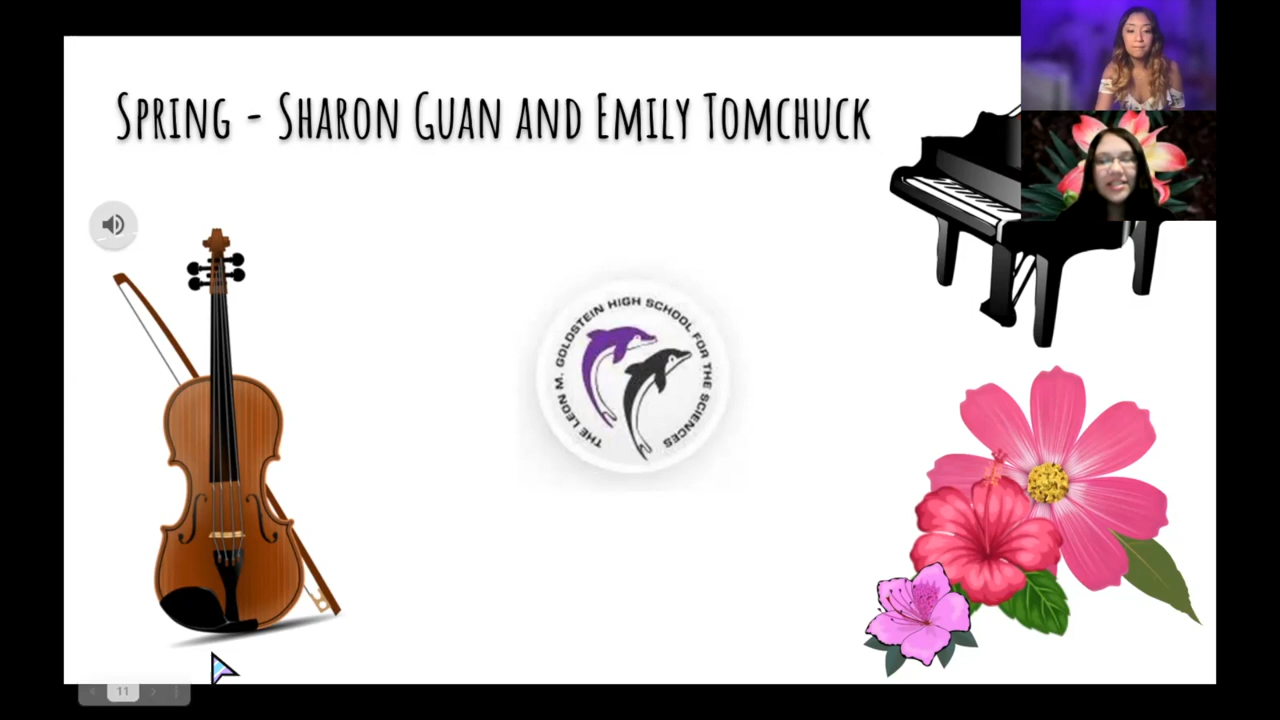 Spring - Sharon Guan and Emily Tomchuck
THE LEON M. GOLDSTEIN HIGH SCHOOL FOR THE SCIENCES
11